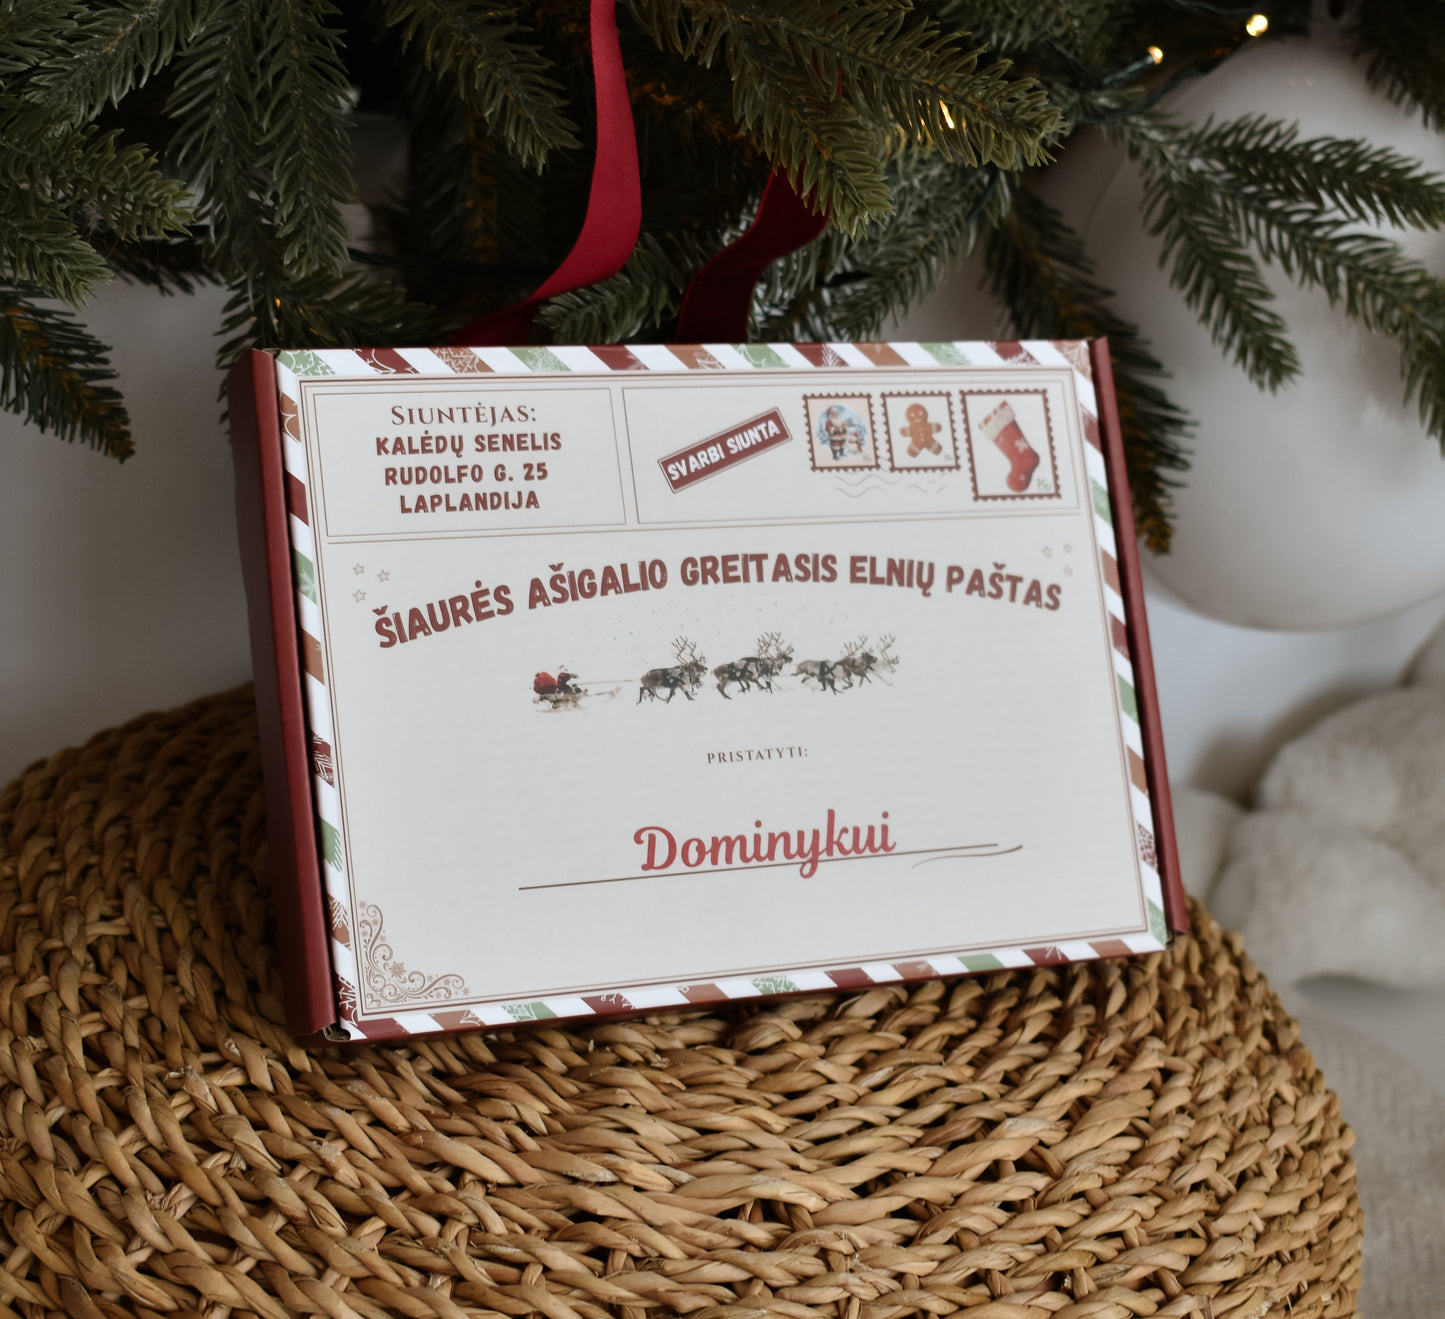 Siuntėjas:
KALĖDŲ SENELIS
RUDOLFO G. 25
LAPLANDIJA
SVARBI SIUNTA
ŠIAURĖS AŠIGALIO GREITASIS ELNIŲ PAŠTAS
PRISTATYTI:
Dominykui